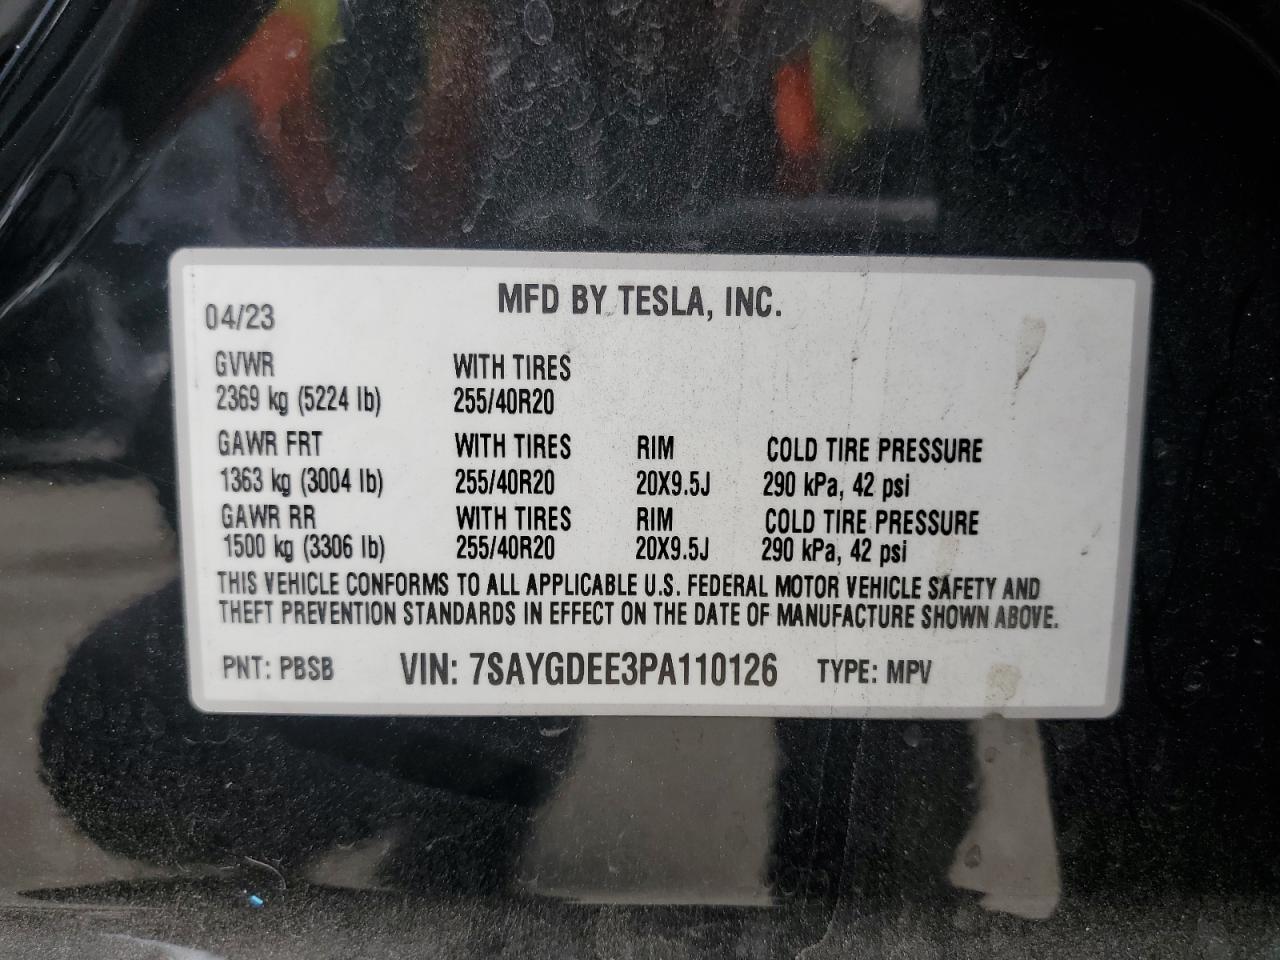 MFD BY TESLA, INC.
04/23
GVWR WITH TIRES
2369 kg (5224 lb) 255/40R20
GAWR FRT WITH TIRES RIM COLD TIRE PRESSURE
1363 kg (3004 lb) 255/40R20 20X9.5J 290 kPa, 42 psi
GAWR RR WITH TIRES RIM COLD TIRE PRESSURE
1500 kg (3306 lb) 255/40R20 20X9.5J 290 kPa, 42 psi
THIS VEHICLE CONFORMS TO ALL APPLICABLE U.S. FEDERAL MOTOR VEHICLE SAFETY AND
THEFT PREVENTION STANDARDS IN EFFECT ON THE DATE OF MANUFACTURE SHOWN ABOVE.
PNT: PBSB VIN: 7SAYGDEE3PA110126 TYPE: MPV